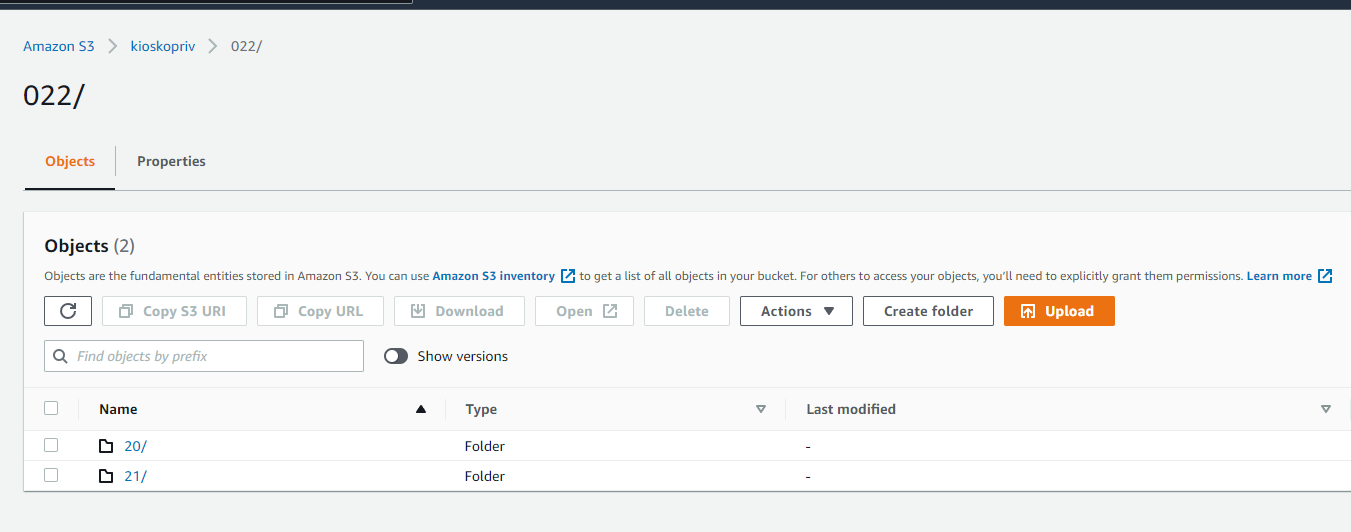 Amazon S3 > kioskopriv > 022/
022/
Objects Properties
Objects (2)
Objects are the fundamental entities stored in Amazon S3. You can use Amazon S3 inventory to get a list of all objects in your bucket. For others to access your objects, you'll need to explicitly grant them permissions. Learn more
Copy S3 URI Copy URL Download Open Delete Actions Create folder Upload
Find objects by prefix Show versions
Name Type Last modified
20/ Folder -
21/ Folder -